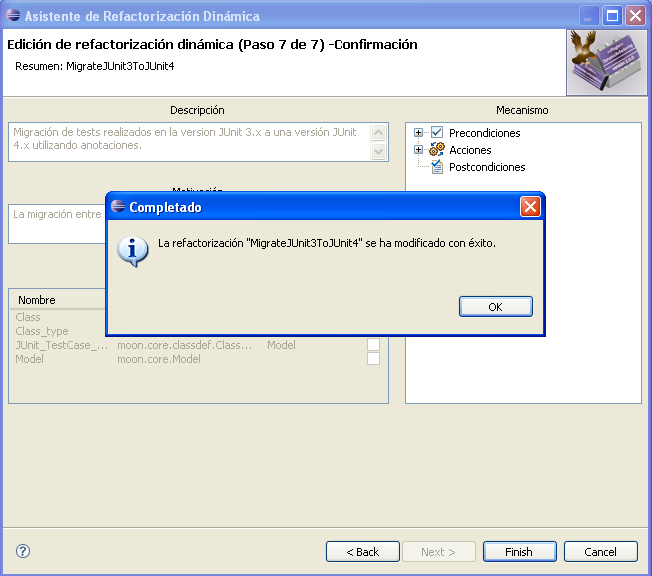 Asistente de Refactorización Dinámica
Edición de refactorización dinámica (Paso 7 de 7) -Confirmación
Resumen: MigrateJUnit3ToJUnit4
Descripción
Migración de tests realizados en la version JUnit 3.x a una versión JUnit
4.x utilizando anotaciones.
La migración entre
Nombre
Class
Class_type
JUnit_TestCase_... moon.core.classdef.Class... Model
Model moon.core.Model
Mecanismo
Precondiciones
Acciones
Postcondiciones
Completado
La refactorización "MigrateJUnit3ToJUnit4" se ha modificado con éxito.
OK
< Back
Next >
Finish
Cancel